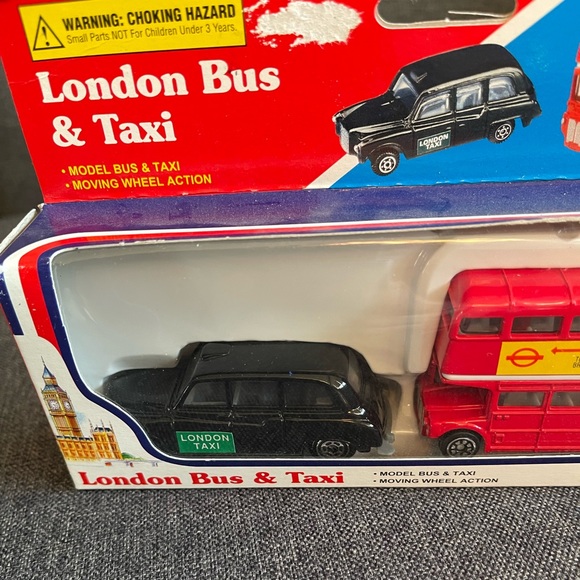 WARNING: CHOKING HAZARD
Small Parts NOT For Children Under 3 Years.
London Bus
& Taxi
• MODEL BUS & TAXI
• MOVING WHEEL ACTION
LONDON
TAXI
LONDON
TAXI
London Bus & Taxi
• MODEL BUS & TAXI
• MOVING WHEEL ACTION